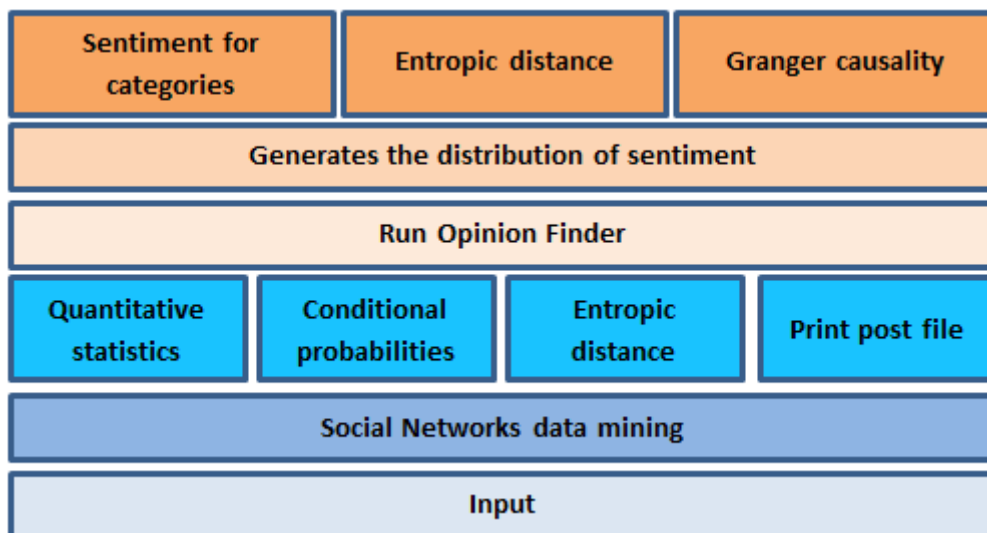 Sentiment for
categories
Entropic distance
Granger causality
Generates the distribution of sentiment
Run Opinion Finder
Quantitative
statistics
Conditional
probabilities
Entropic
distance
Print post file
Social Networks data mining
Input